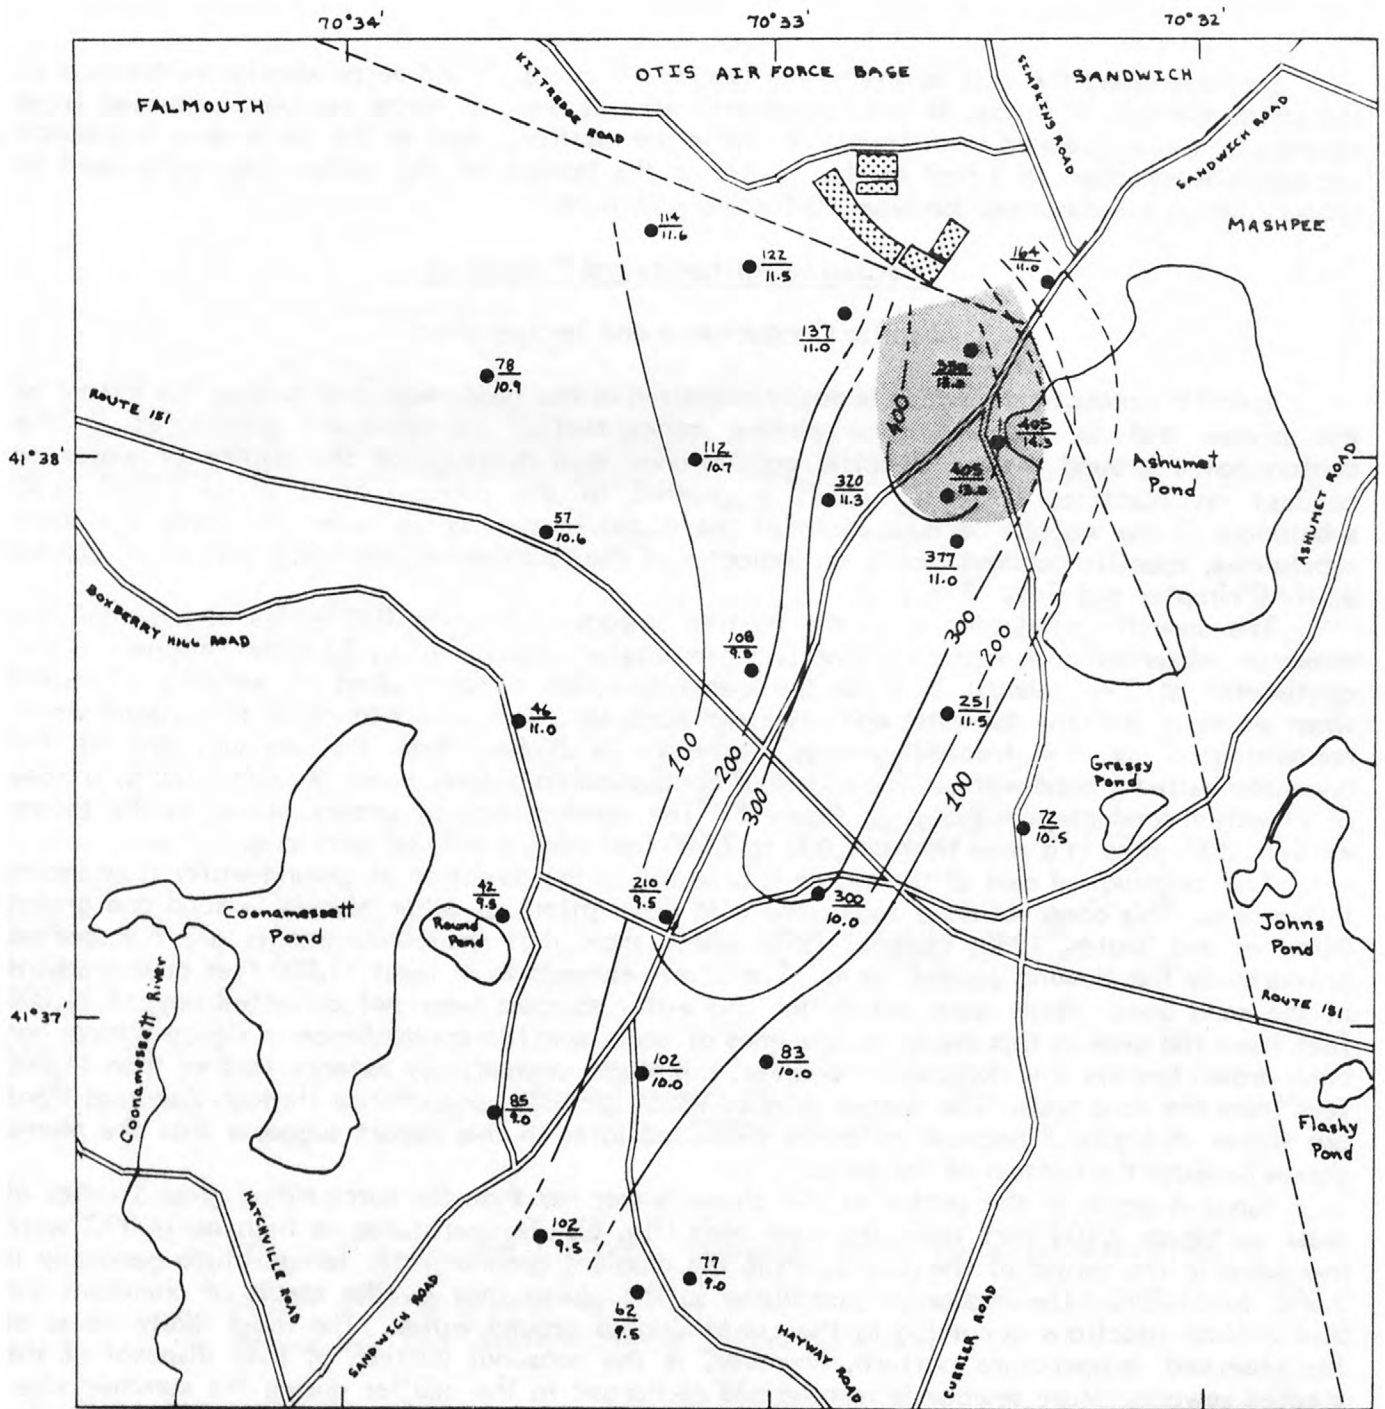 70°34'
70°33'
70°32'
FALMOUTH
KITTREDGE ROAD
OTIS AIR FORCE BASE
SIMPKINS ROAD
SANDWICH
SANDWICH ROAD
MASHPEE
114
11.6
122
11.5
164
11.0
137
11.0
78
10.9
ROUTE 151
400
41°38
112
10.7
320
11.3
405
14.3
405
Ashumet
Pond
ASHUMET ROAD
57
10.6
377
11.0
BOXBERRY HILL ROAD
300
200
108
9.5
46
11.0
251
11.5
100
200
300
100
Grassy
Pond
72
10.5
Coonamessett
Pond
42
9.5
Round
Pond
210
9.5
300
10.5
Johns
Pond
Coonamessett River
41°37'
ROUTE 151
102
10.0
83
10.0
85
9.0
Flashy
Pond
HATCHVILLE ROAD
102
9.5
77
9.0
62
9.5
SANDWICH ROAD
HAYWAY ROAD
CURRIER ROAD